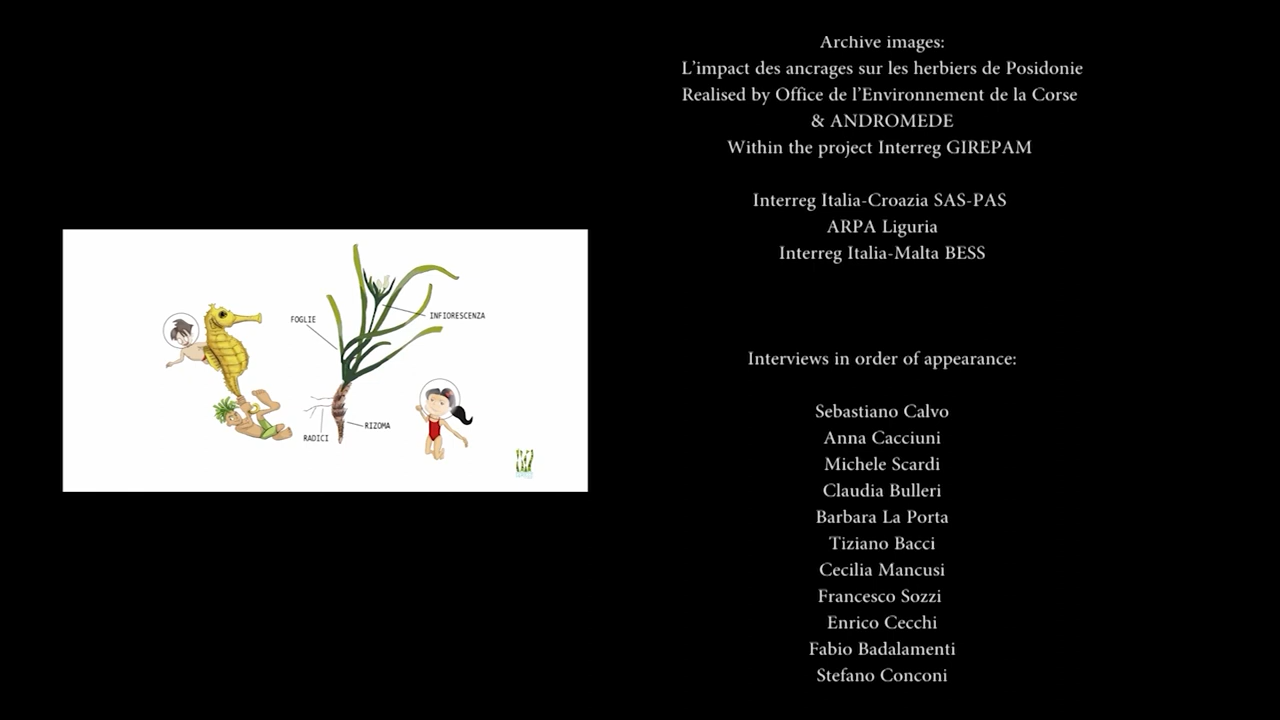 FOGLIE
INFIORESCENZA
RADICI
RIZOMA
Archive images:
L'impact des ancrages sur les herbiers de Posidonie
Realised by Office de l'Environnement de la Corse
& ANDROMEDE
Within the project Interreg GIREPAM
Interreg Italia-Croazia SAS-PAS
ARPA Liguria
Interreg Italia-Malta BESS
Interviews in order of appearance:
Sebastiano Calvo
Anna Cacciuni
Michele Scardi
Claudia Bulleri
Barbara La Porta
Tiziano Bacci
Cecilia Mancusi
Francesco Sozzi
Enrico Cecchi
Fabio Badalamenti
Stefano Conconi